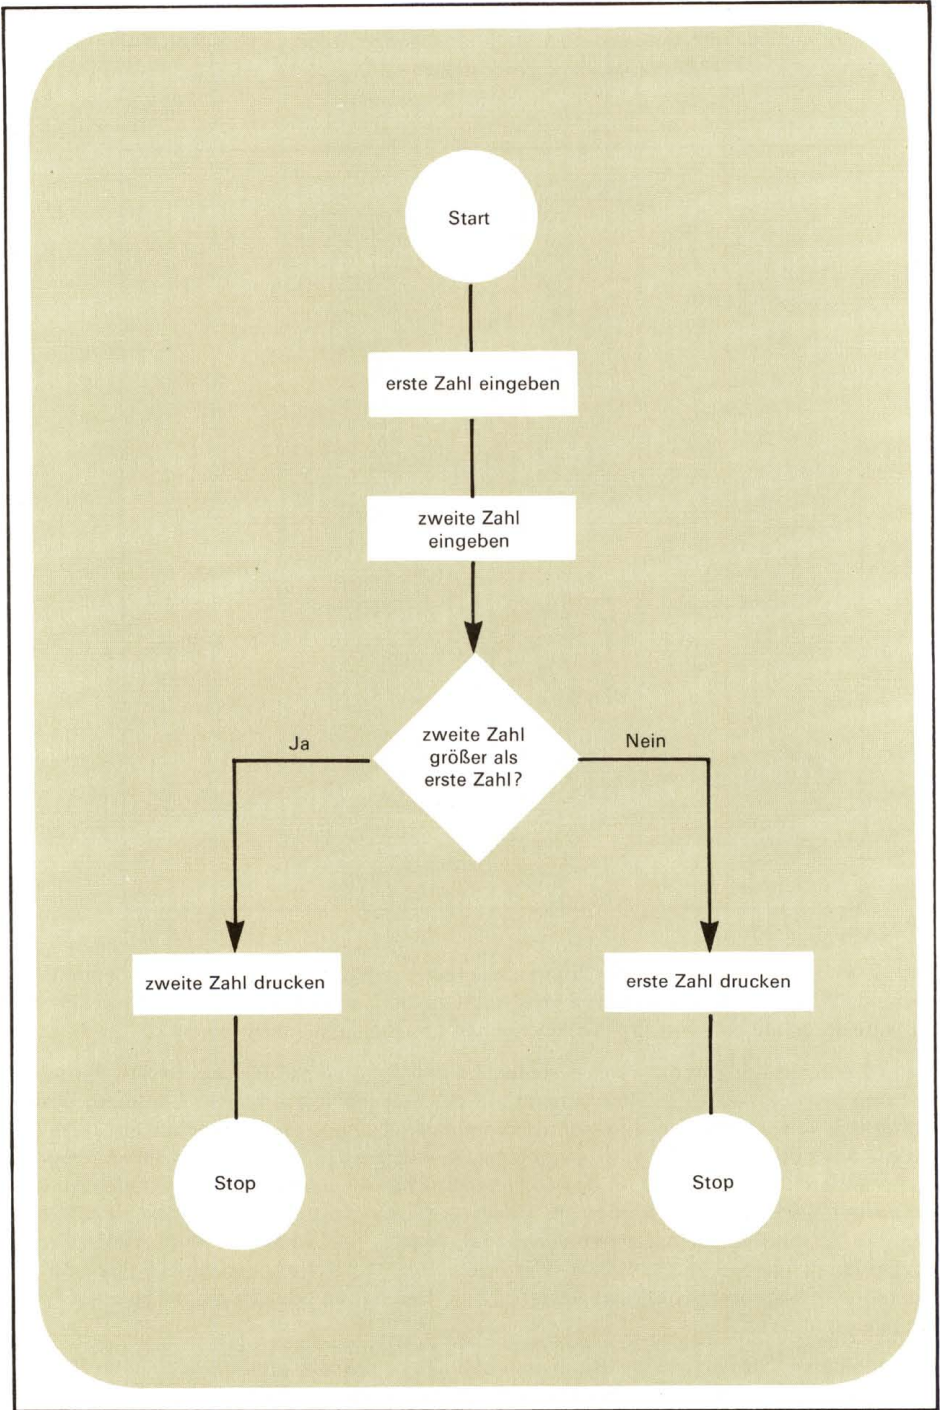 Start
erste Zahl eingeben
zweite Zahl
eingeben
zweite Zahl
größer als
erste Zahl?
Ja
Nein
zweite Zahl drucken
erste Zahl drucken
Stop
Stop